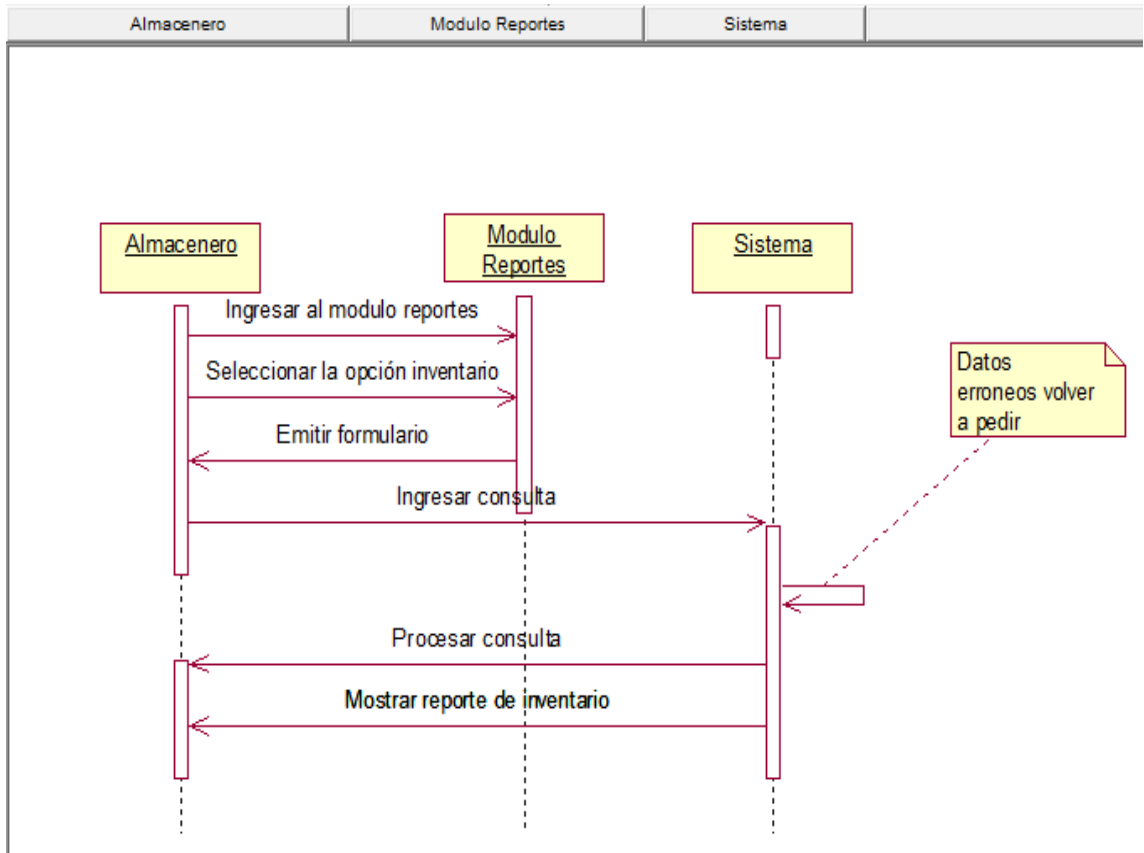 Almacenero
Modulo Reportes
Sistema
Almacenero
Modulo
Reportes
Sistema
Ingresar al modulo reportes
Datos
erroneos volver
a pedir
Seleccionar la opción inventario
Emitir formulario
Ingresar consulta
Procesar consulta
Mostrar reporte de inventario